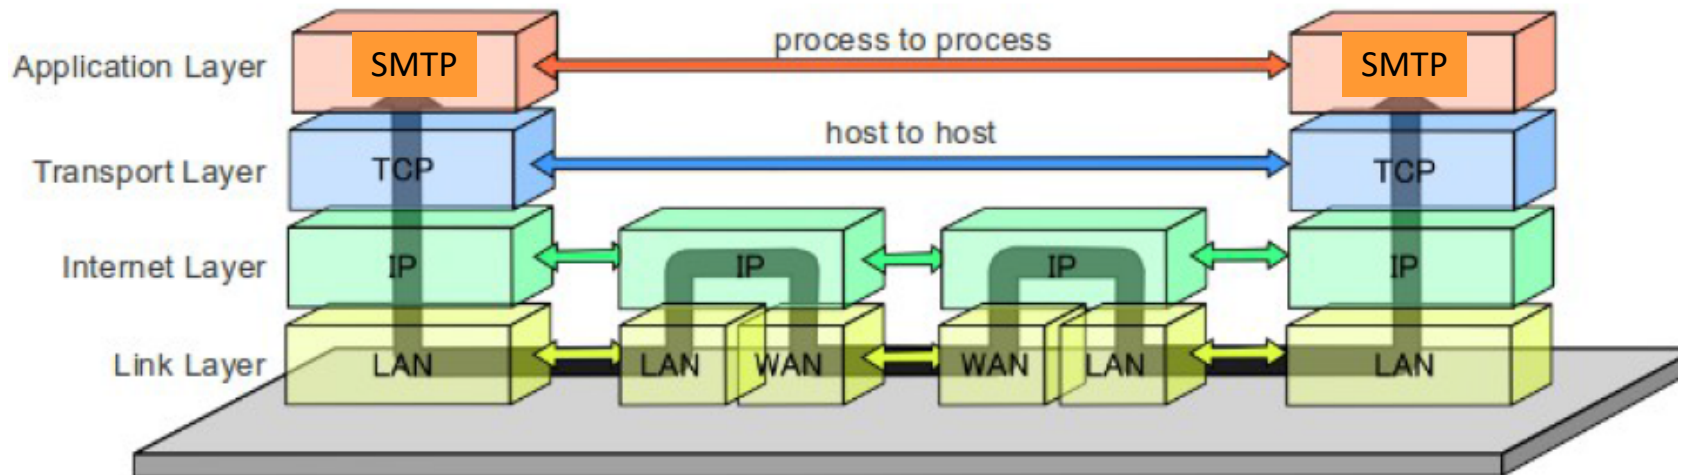 Application Layer SMTP process to process SMTP
Transport Layer TCP host to host TCP
Internet Layer IP IP IP IP
Link Layer LAN LAN WAN WAN LAN LAN